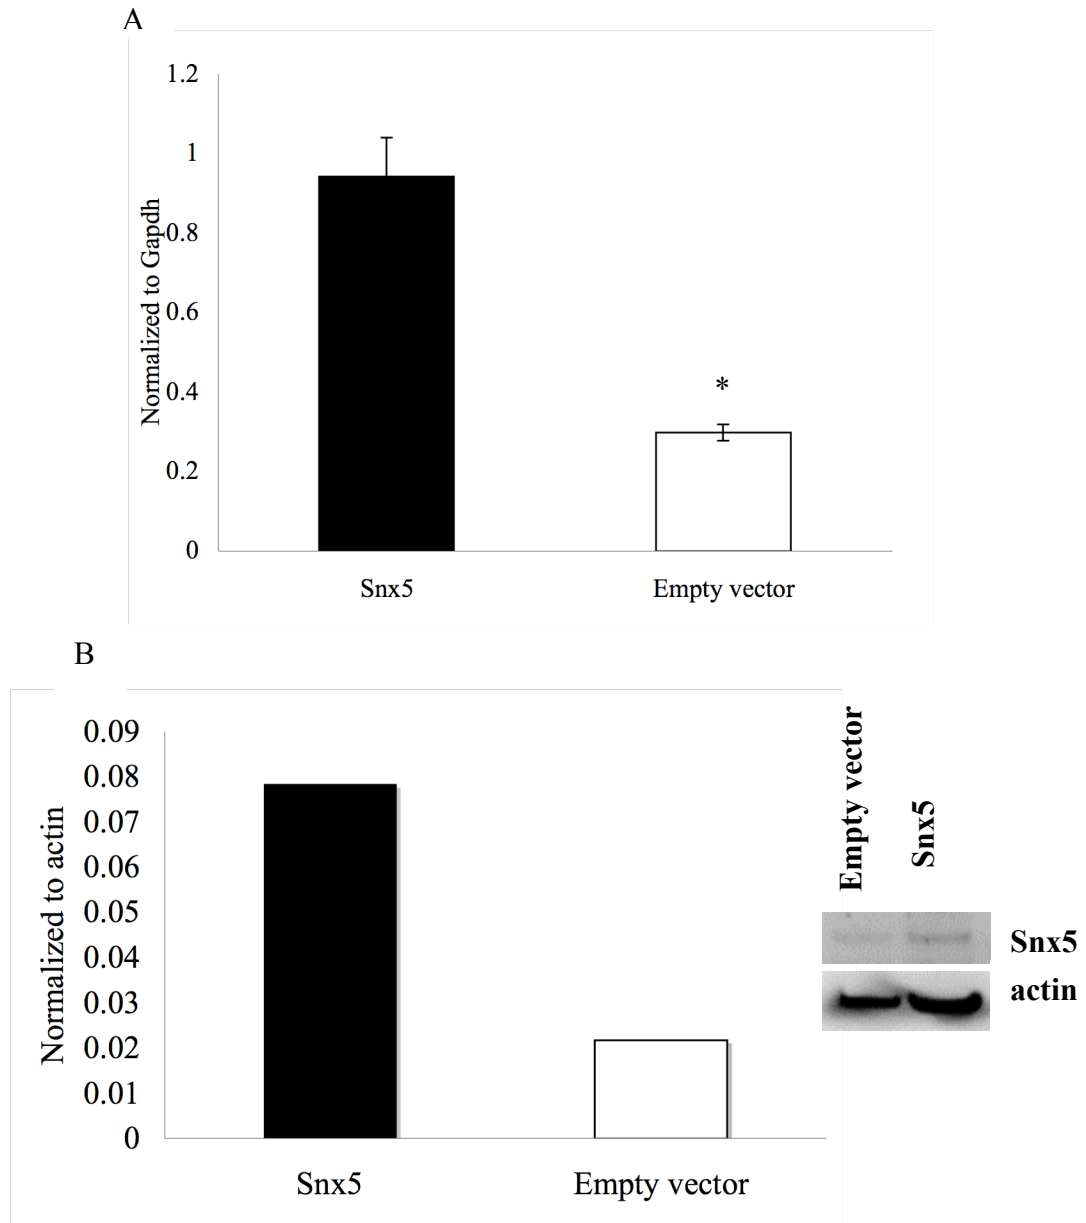 A
1.2
1
0.8
0.6
0.4
0.2
0
Normalized to Gapdh
*
Snx5 Empty vector
B
0.09
0.08
0.07
0.06
0.05
0.04
0.03
0.02
0.01
0
Normalized to actin
Snx5 Empty vector
Empty vector
Snx5
Snx5
actin